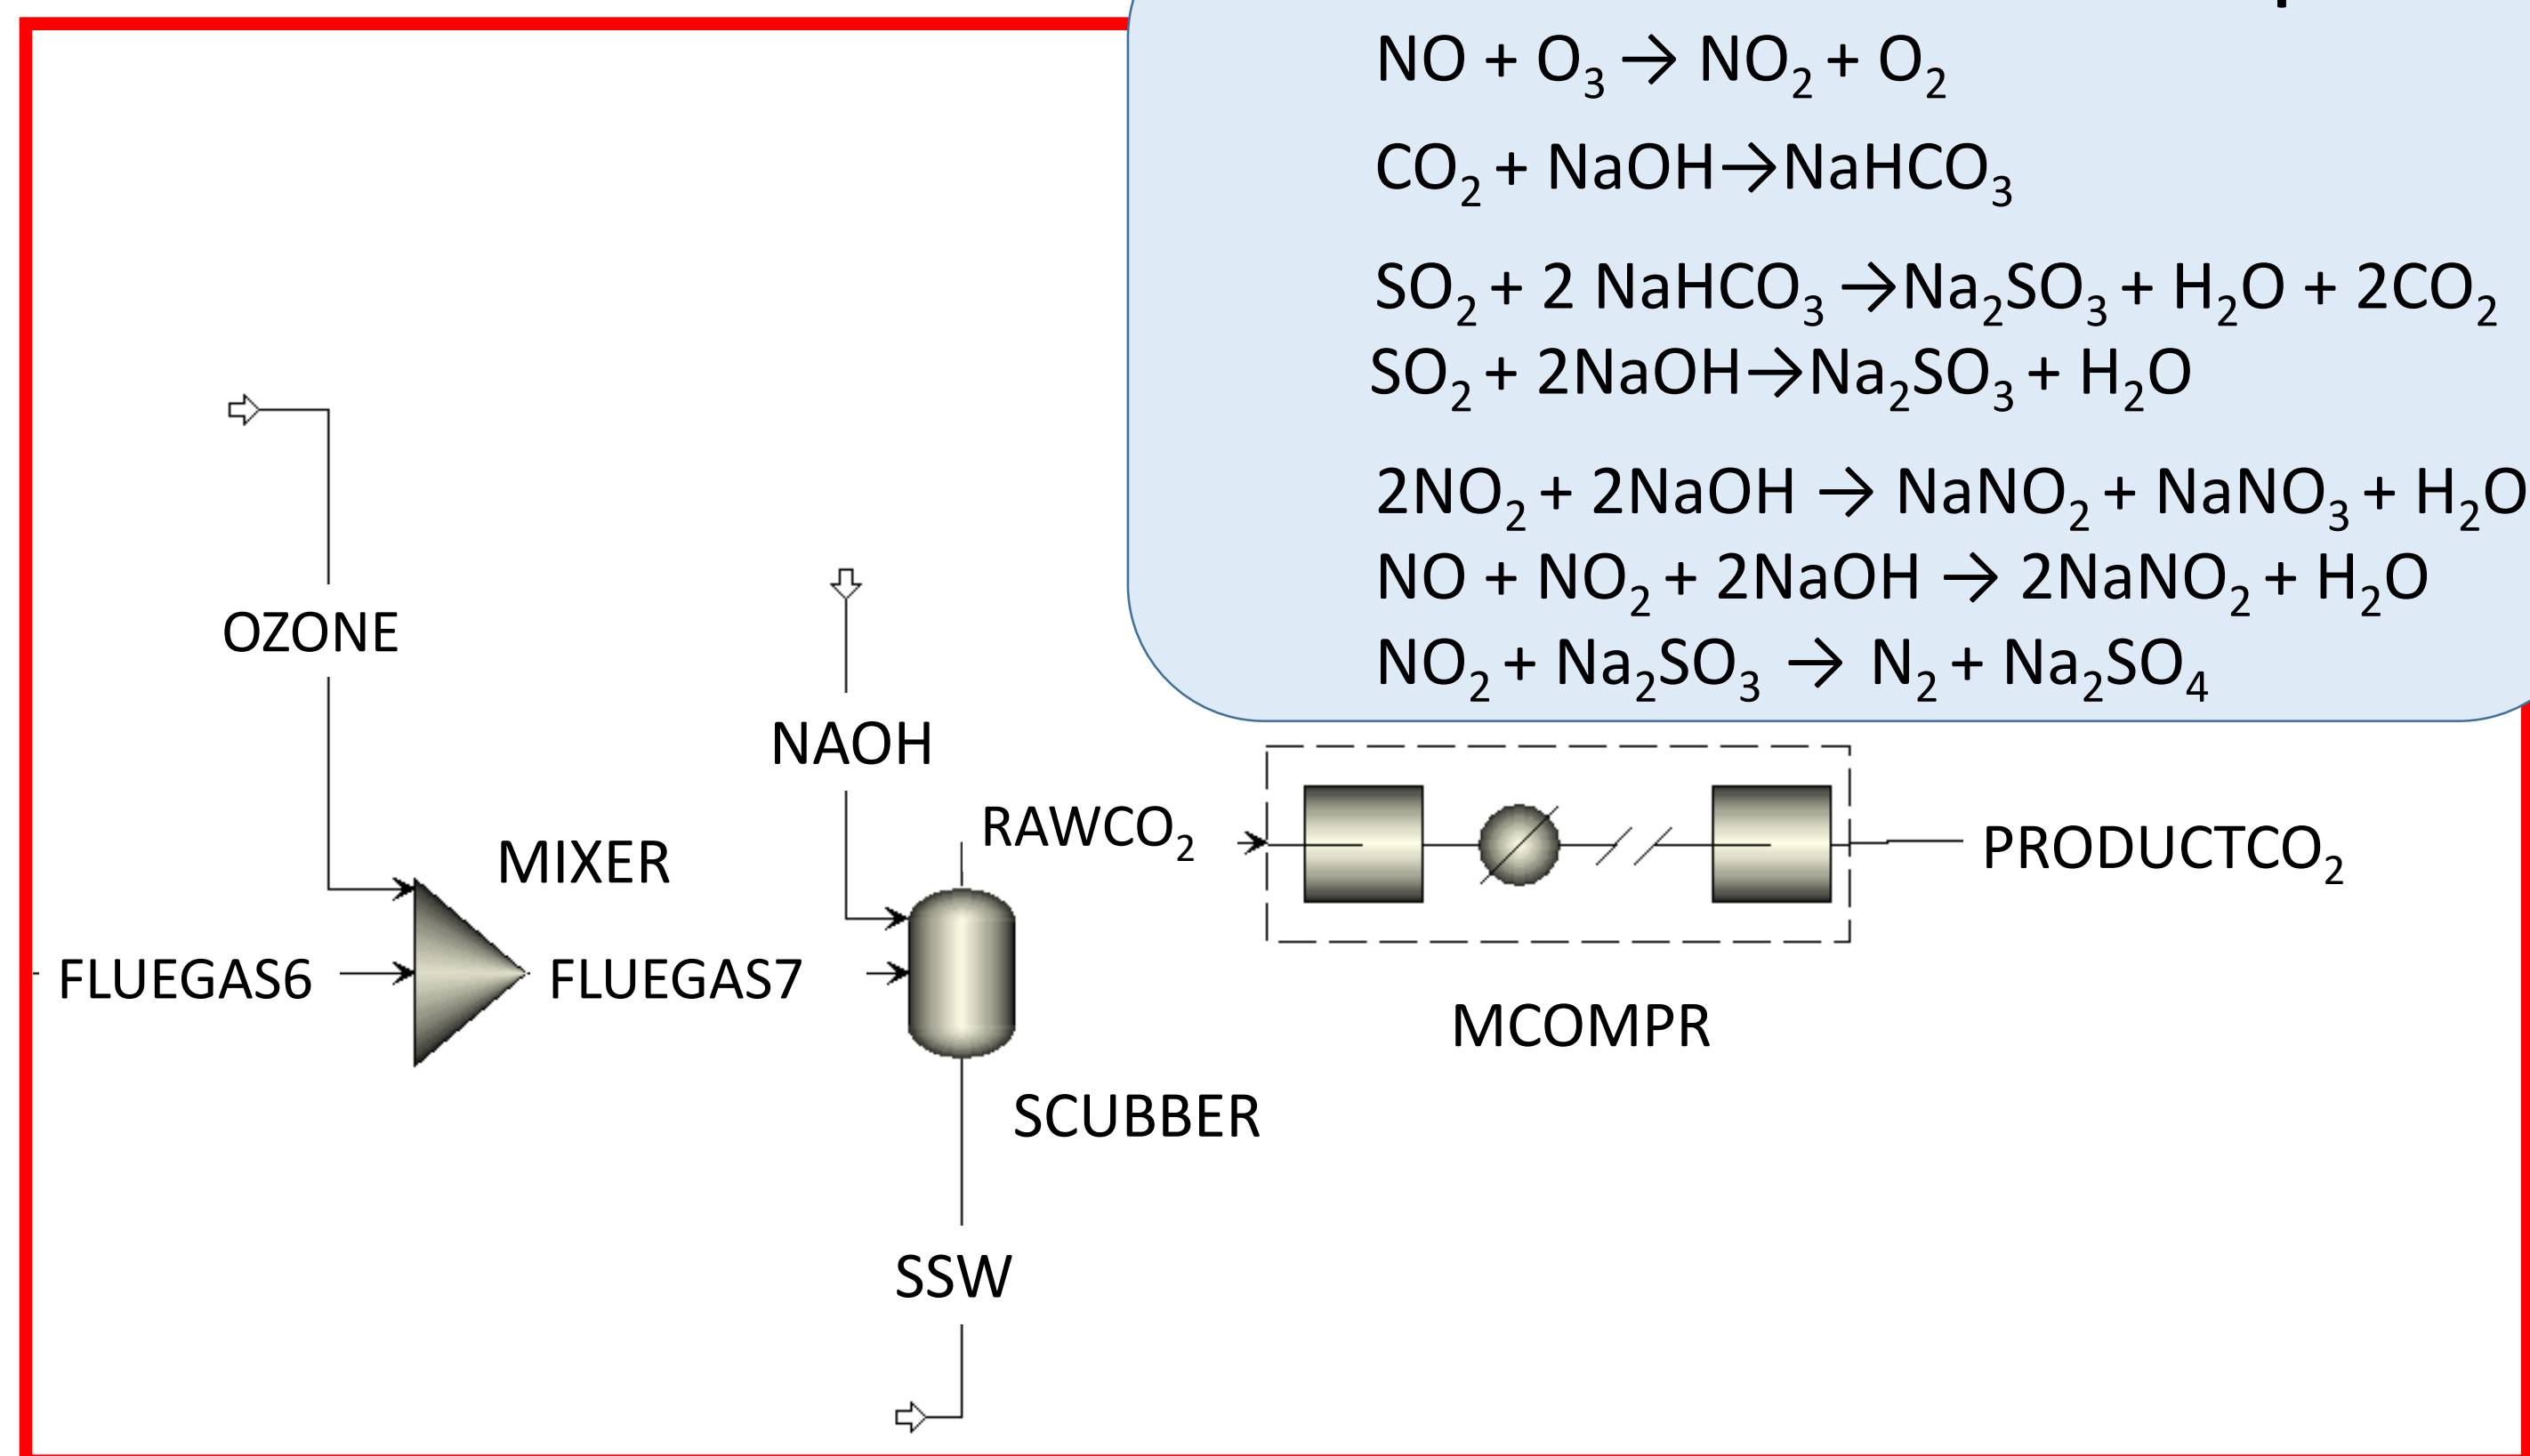 NO + O₃ → NO₂ + O₂
CO₂ + NaOH→NaHCO₃
SO₂ + 2 NaHCO₃ →Na₂SO₃ + H₂O + 2CO₂
SO₂ + 2NaOH→Na₂SO₃ + H₂O
2NO₂ + 2NaOH → NaNO₂ + NaNO₃ + H₂O
NO + NO₂ + 2NaOH → 2NaNO₂ + H₂O
NO₂ + Na₂SO₃ → N₂ + Na₂SO₄
OZONE
NAOH
RAWCO₂
MIXER
PRODUCTCO₂
FLUEGAS6
FLUEGAS7
MCOMPR
SCUBBER
SSW